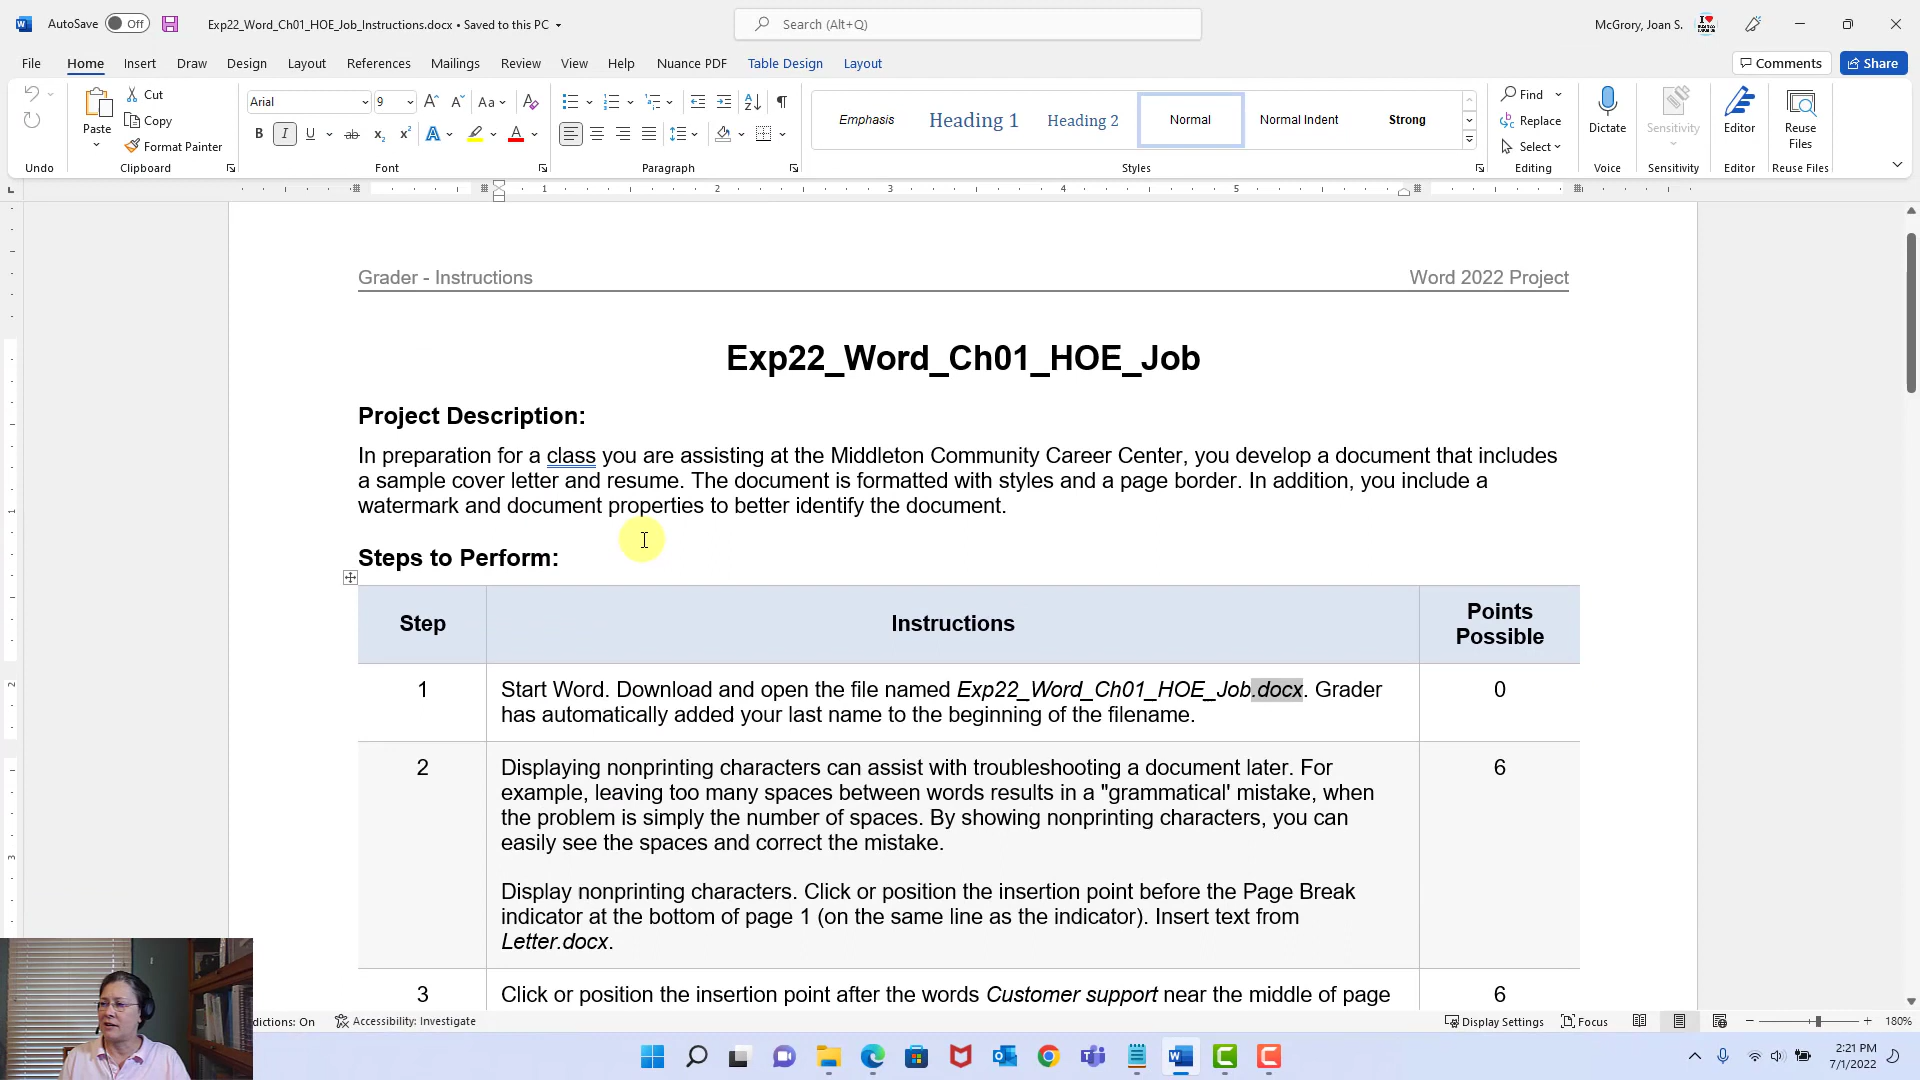 AutoSave Off Exp22_Word_Ch01_HOE_Job_Instructions.docx • Saved to this PC Search (Alt+Q) McGrory, Joan S.
File Home Insert Draw Design Layout References Mailings Review View Help Nuance PDF Table Design Layout Comments Share
Cut Arial 9 Find
Paste Copy Emphasis Heading 1 Heading 2 Normal Normal Indent Strong Replace Dictate Sensitivity Editor Reuse Files
Format Painter Select
Undo Clipboard Font Paragraph Styles Editing Voice Sensitivity Editor Reuse Files
1 2 3 4 5
Grader - Instructions Word 2022 Project
Exp22_Word_Ch01_HOE_Job
Project Description:
In preparation for a class you are assisting at the Middleton Community Career Center, you develop a document that includes
a sample cover letter and resume. The document is formatted with styles and a page border. In addition, you include a
watermark and document properties to better identify the document.
Steps to Perform:
Step Instructions Points Possible
1 Start Word. Download and open the file named Exp22_Word_Ch01_HOE_Job.docx. Grader 0
has automatically added your last name to the beginning of the filename.
2 Displaying nonprinting characters can assist with troubleshooting a document later. For 6
example, leaving too many spaces between words results in a "grammatical' mistake, when
the problem is simply the number of spaces. By showing nonprinting characters, you can
easily see the spaces and correct the mistake.
Display nonprinting characters. Click or position the insertion point before the Page Break
indicator at the bottom of page 1 (on the same line as the indicator). Insert text from
Letter.docx.
3 Click or position the insertion point after the words Customer support near the middle of page 6
dictions: On Accessibility: Investigate Display Settings Focus 180%
2:21 PM
7/1/2022